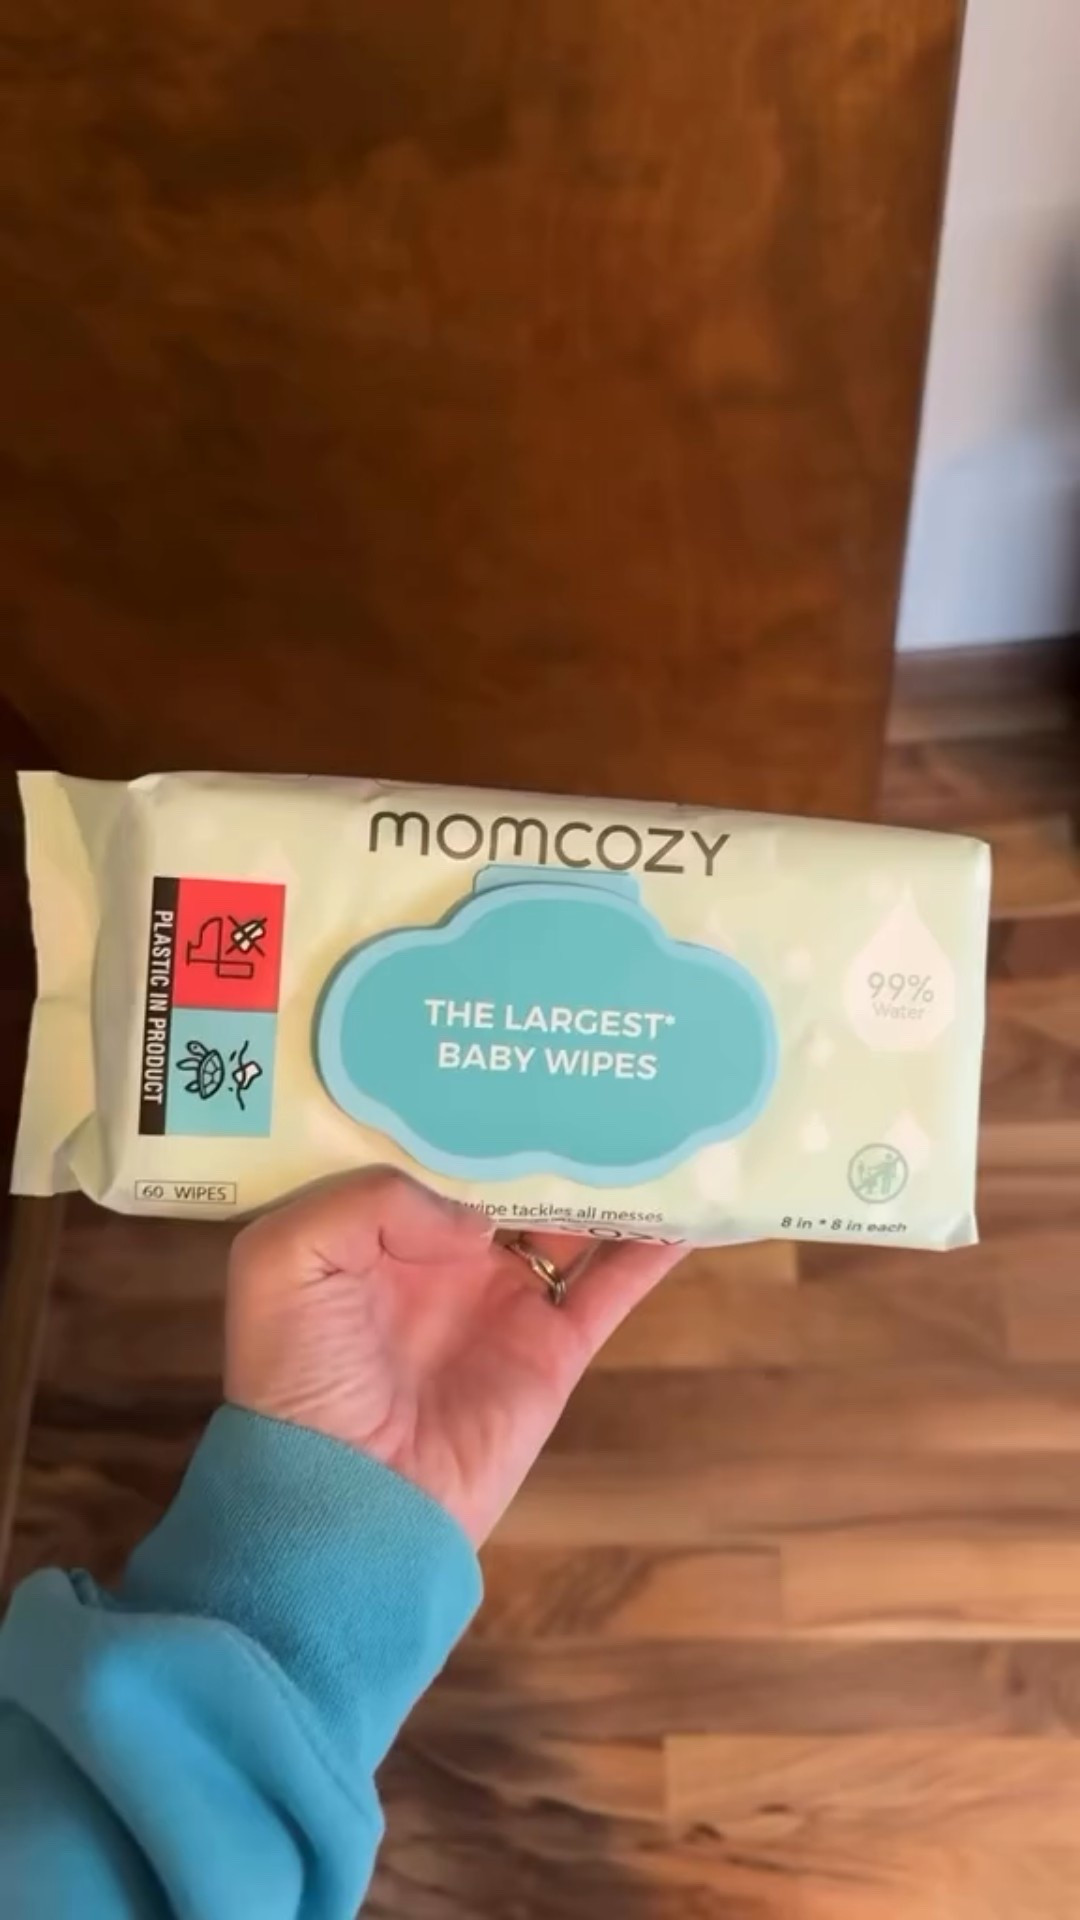 momcozy
THE LARGEST*
BABY WIPES
99%
Water
PLASTIC IN PRODUCT
60 WIPES
wipe tackles all messes
8 in * 8 in each